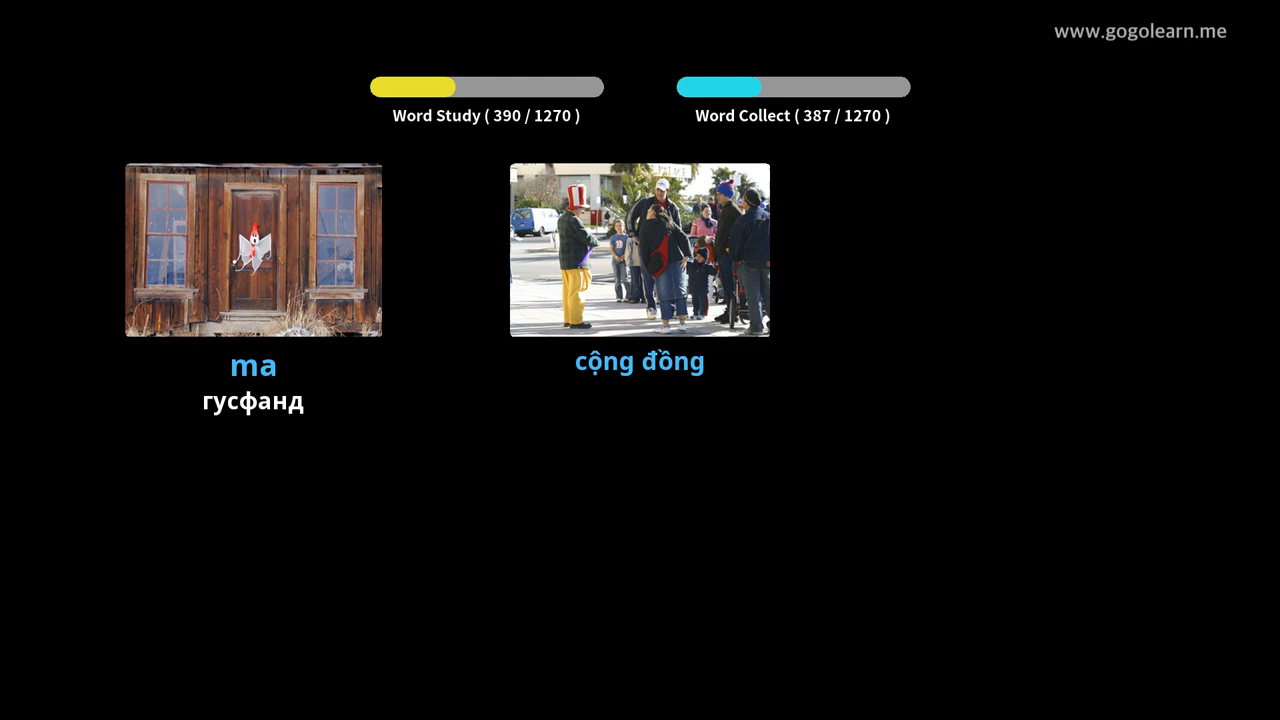 www.gogolearn.me
Word Study ( 390 / 1270 )
Word Collect ( 387 / 1270 )
ma
гусфанд
cộng đồng